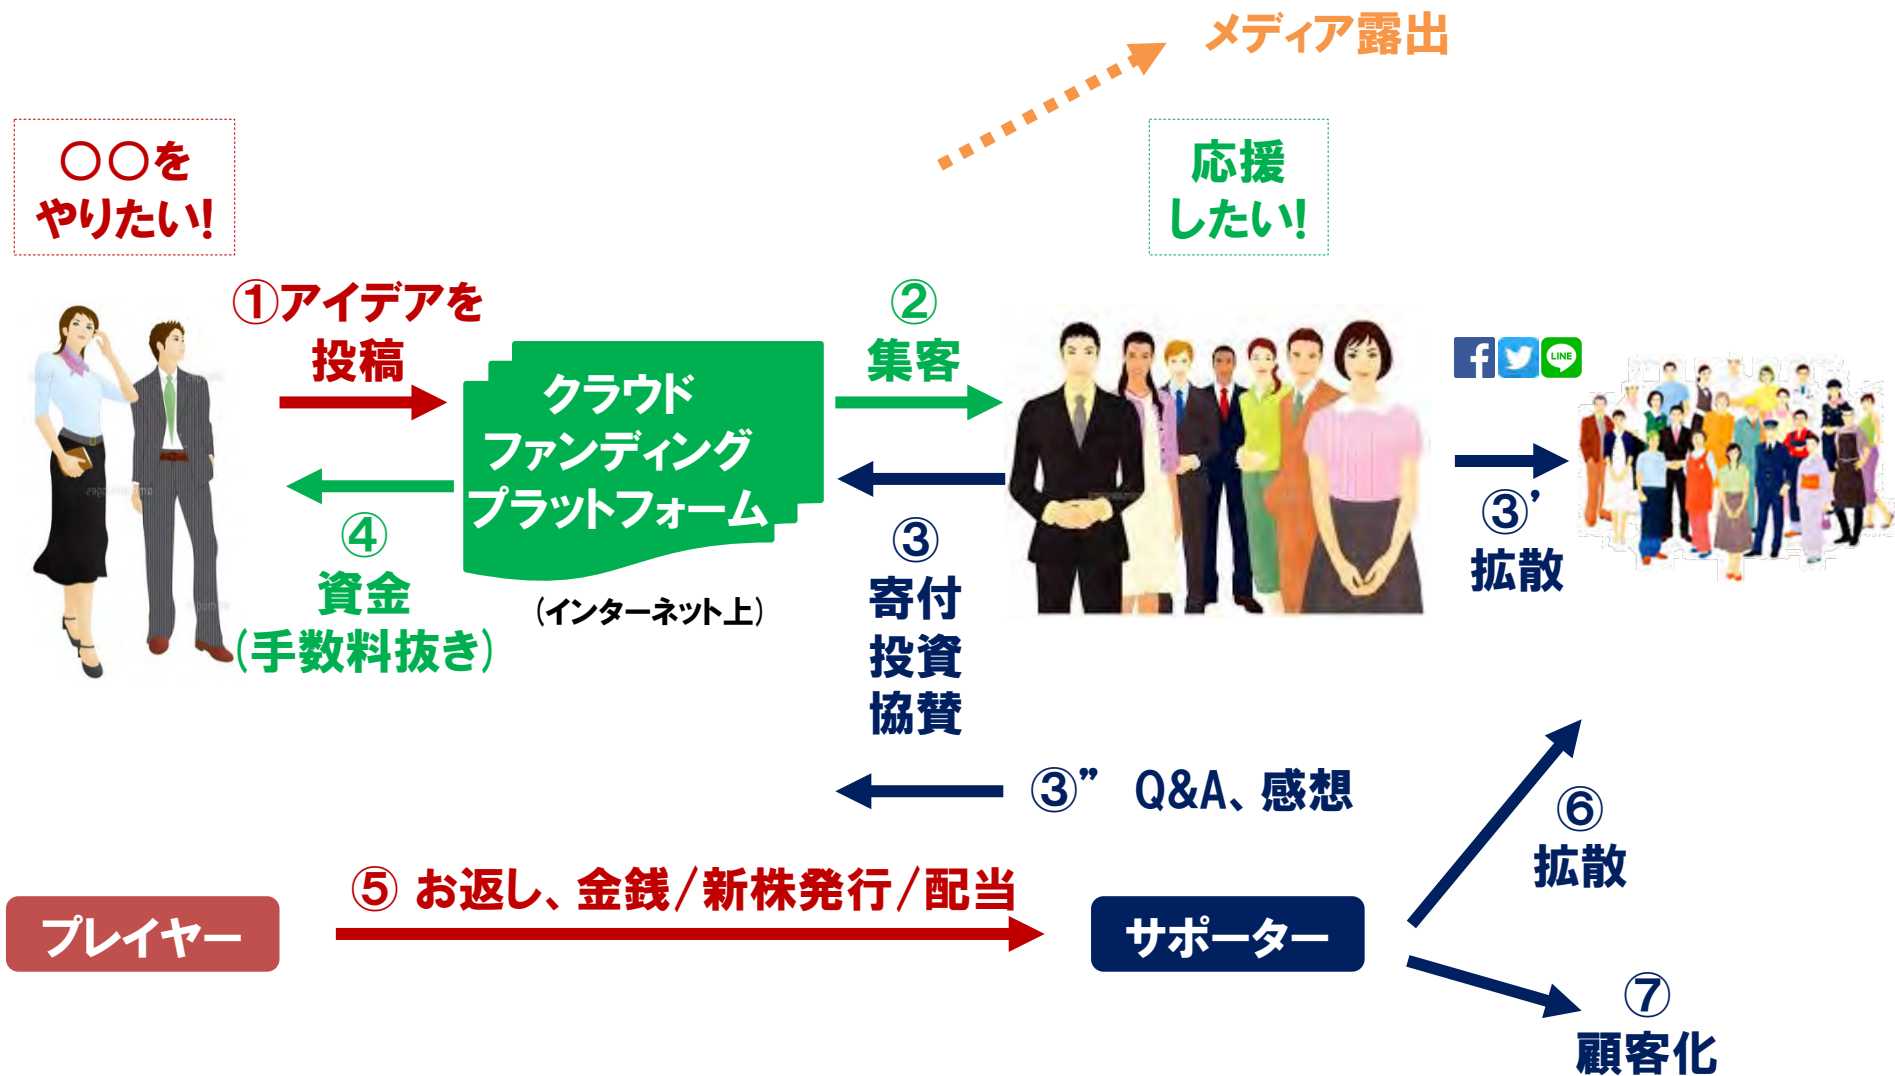 メディア露出
○○を
やりたい!
応援
したい!
①アイデアを
投稿
②
集客
クラウド
ファンディング
プラットフォーム
(インターネット上)
④
資金
(手数料抜き)
③
寄付
投資
協賛
LINE
③’
拡散
③” Q&A、感想
⑤ お返し、金銭/新株発行/配当
プレイヤー
サポーター
⑥
拡散
⑦
顧客化